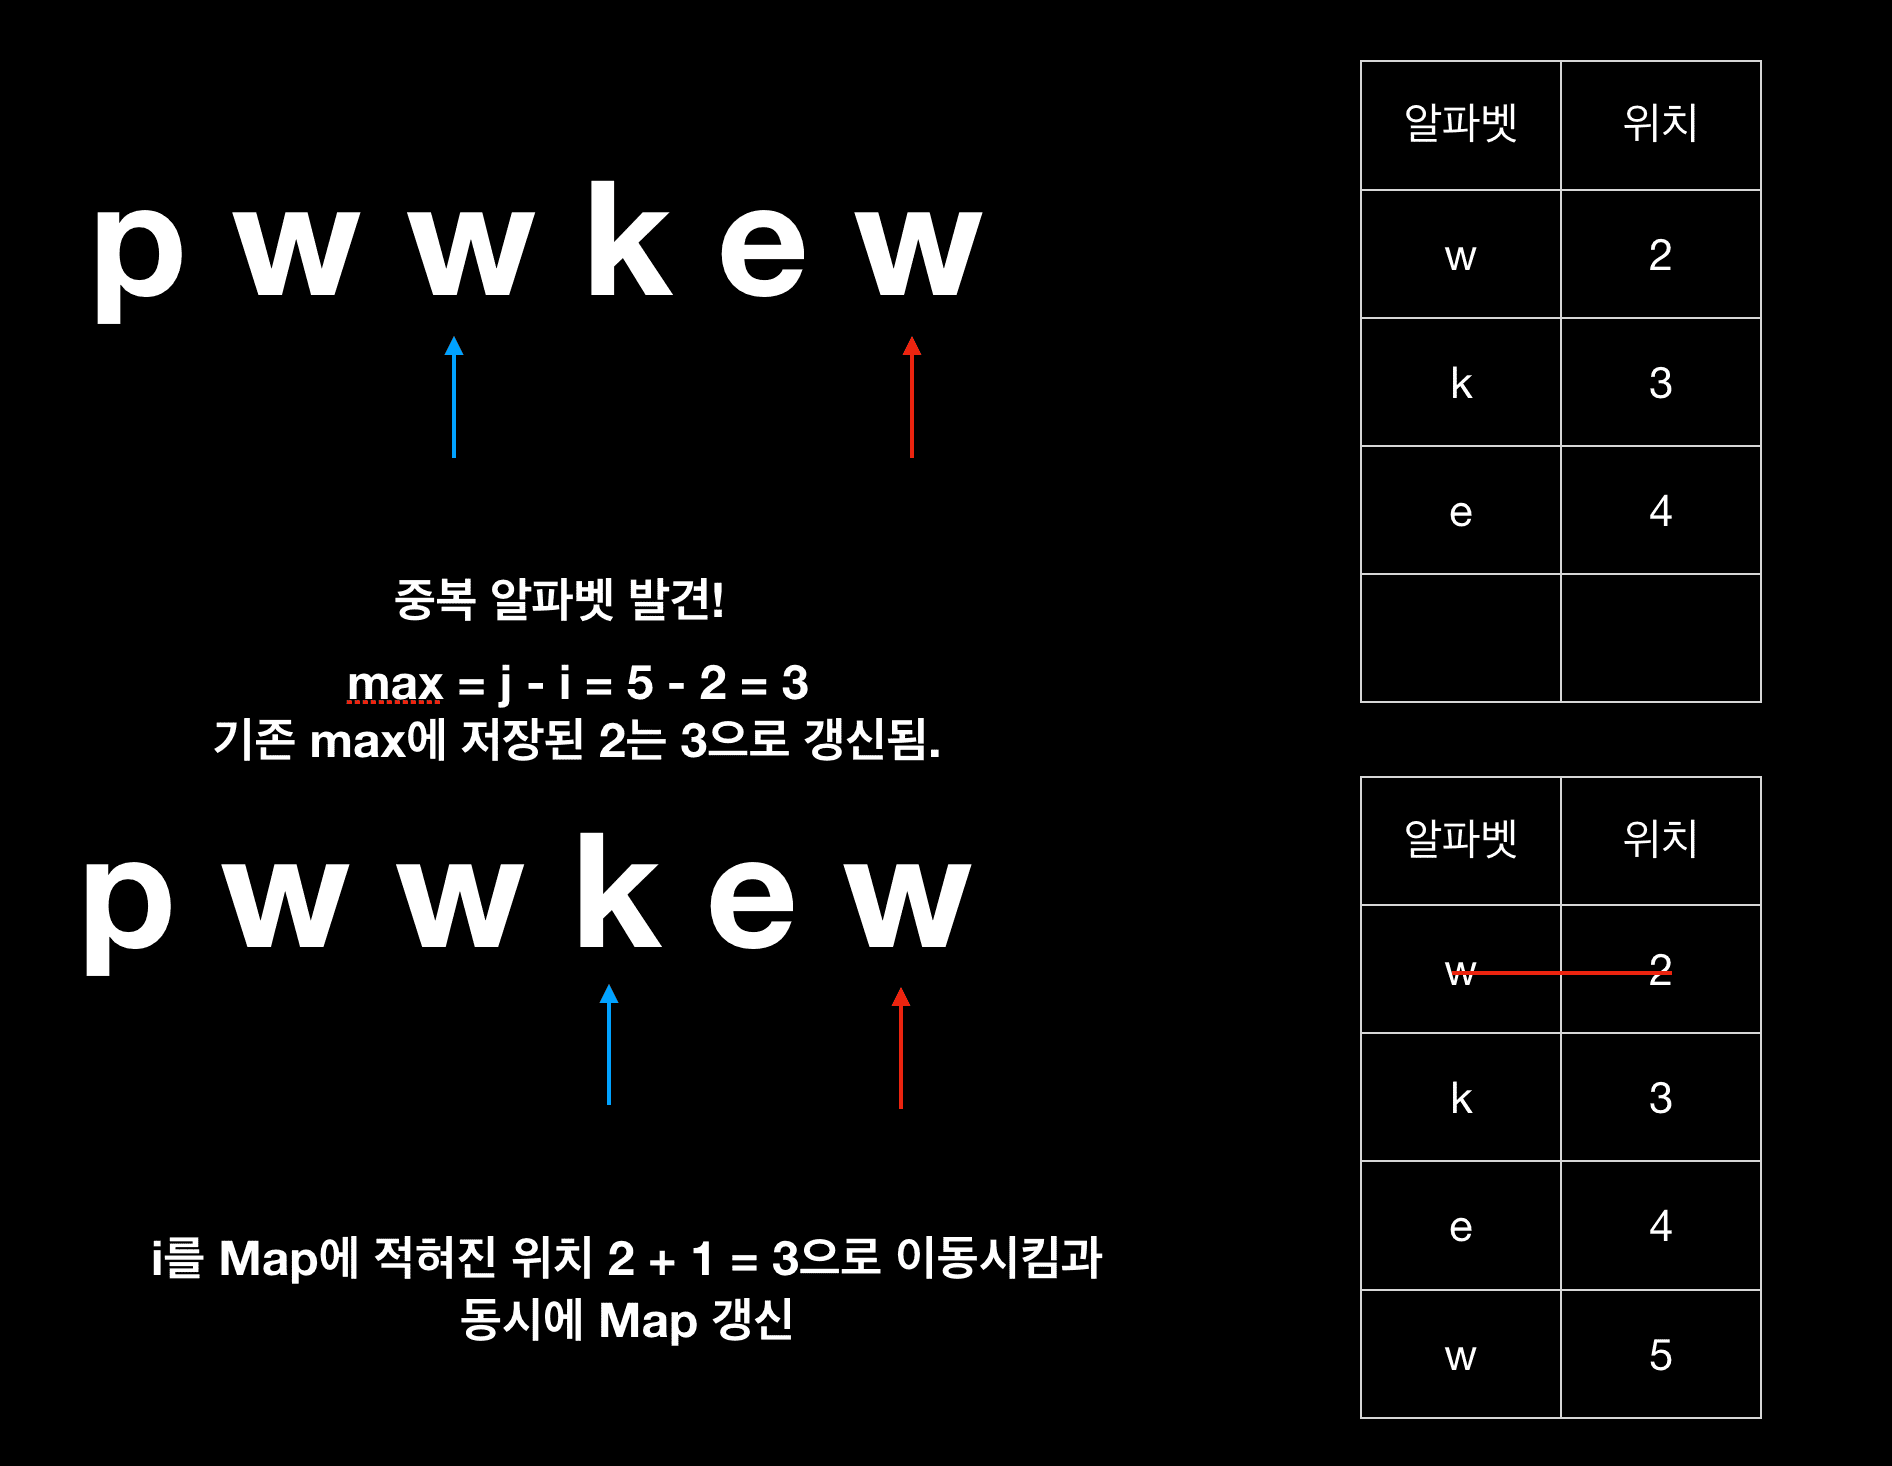 p w w k e w
중복 알파벳 발견!
max = j - i = 5 - 2 = 3
기존 max에 저장된 2는 3으로 갱신됨.
알파벳 위치
w 2
k 3
e 4
p w w k e w
i를 Map에 적혀진 위치 2 + 1 = 3으로 이동시킴과
동시에 Map 갱신
알파벳 위치
w 2
k 3
e 4
w 5